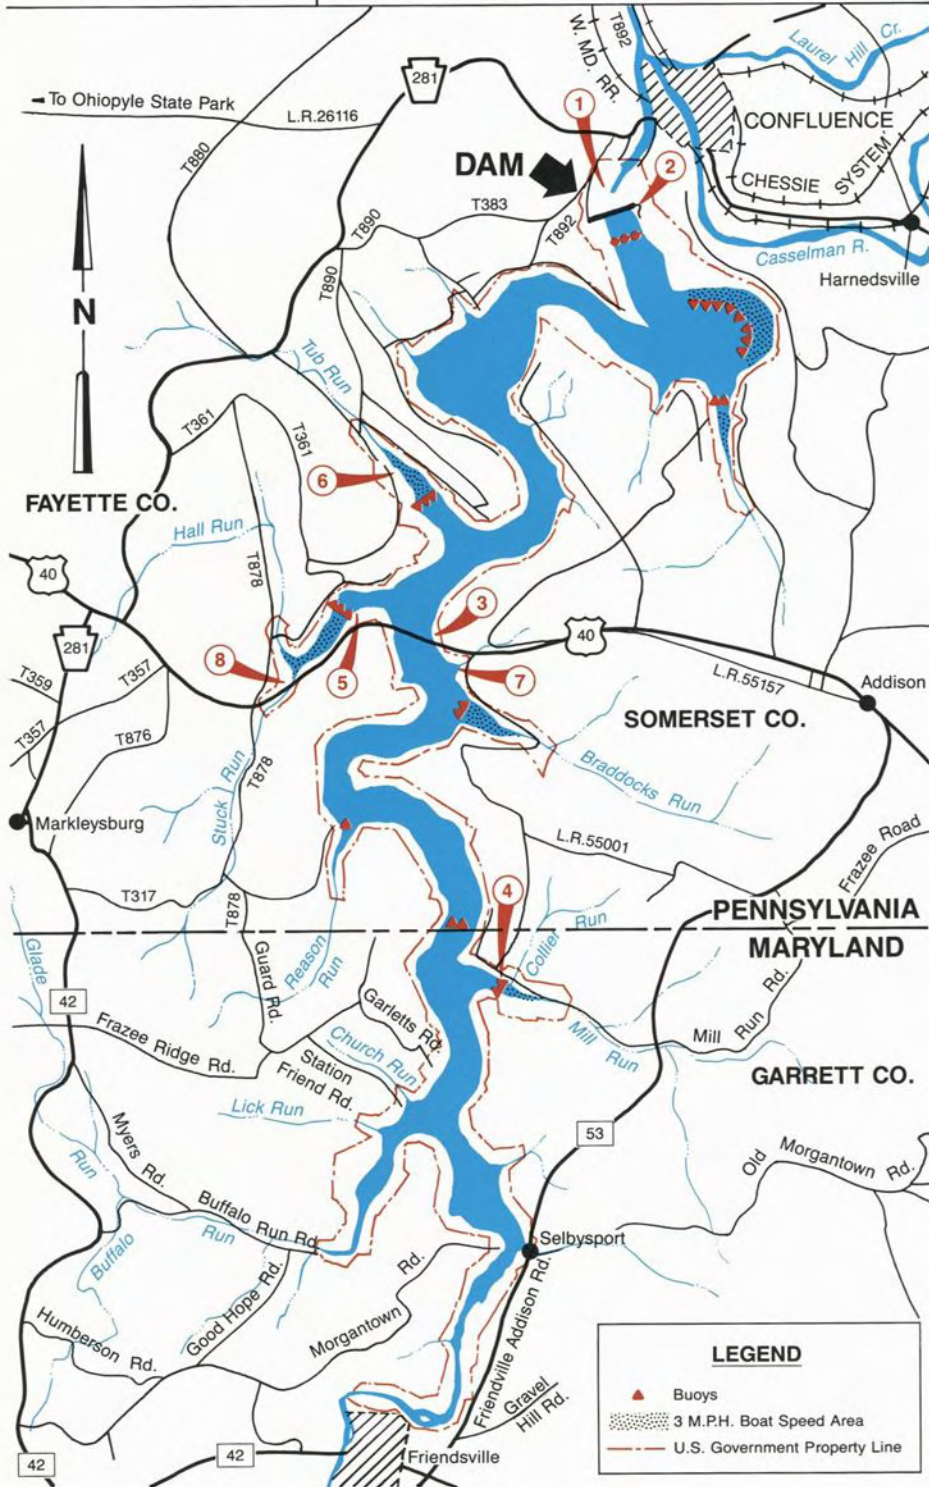 T892
Laurel Hill Cr.
W. MD. RR.
281
To Ohiopyle State Park
L.R.26116
1
CONFLUENCE
T880
DAM
2
CHESSIE SYSTEM
T383
T890
T892
Casselman R.
Harnedsville
T890
N
Tub Run
T361
T361
6
FAYETTE CO.
Hall Run
T878
40
3
40
281
8
5
7
L.R.55157
Addison
T359
T357
T357
T876
SOMERSET CO.
Stuck Run
T878
Braddocks Run
Markleysburg
L.R.55001
Frazee Road
T317
4
T878
Collier Run
PENNSYLVANIA
MARYLAND
Glade Run
Guard Rd.
Reason Run
42
Garletts Rd.
Frazee Ridge Rd.
Church Run
Mill Run
Mill Run Rd.
Station Friend Rd.
GARRETT CO.
Lick Run
53
Myers Rd.
Old Morgantown Rd.
Buffalo Run Rd
Buffalo Run
Selbysport
Good Hope Rd.
Morgantown Rd.
Humberson Rd.
Friendville Addison Rd.
Gravel Hill Rd.
42
42
Friendsville
LEGEND
Buoys
3 M.P.H. Boat Speed Area
U.S. Government Property Line